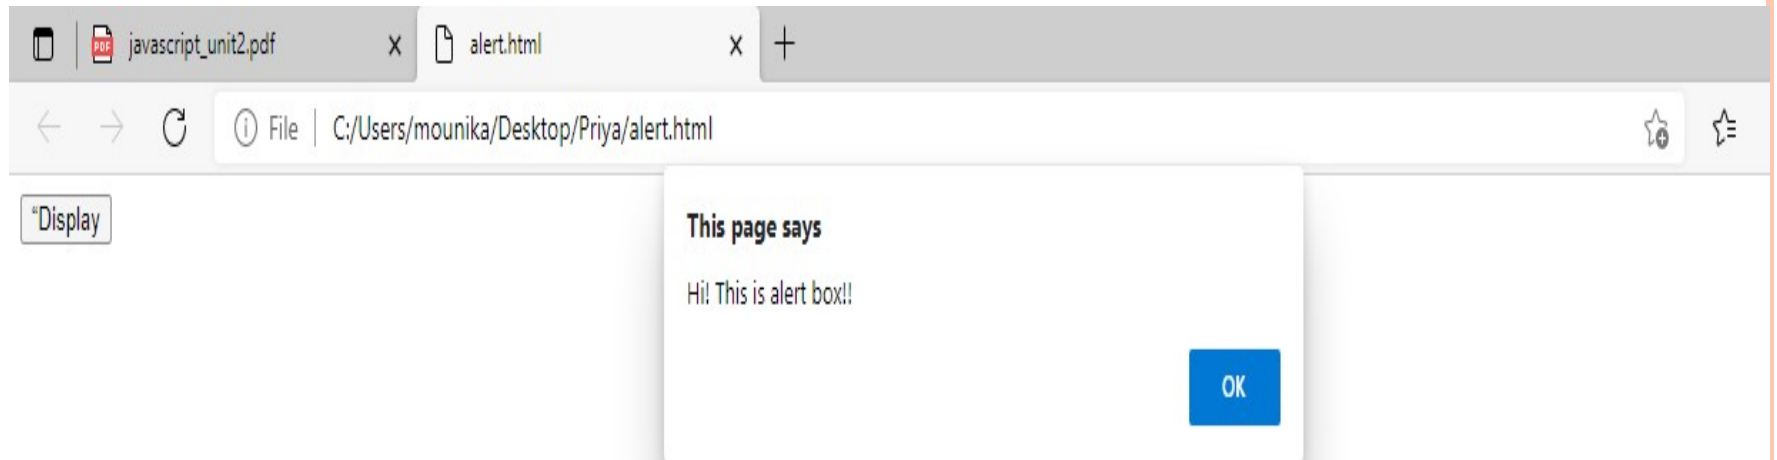 javascript_unit2.pdf
alert.html
File C:/Users/mounika/Desktop/Priya/alert.html
“Display
This page says
Hi! This is alert box!!
OK